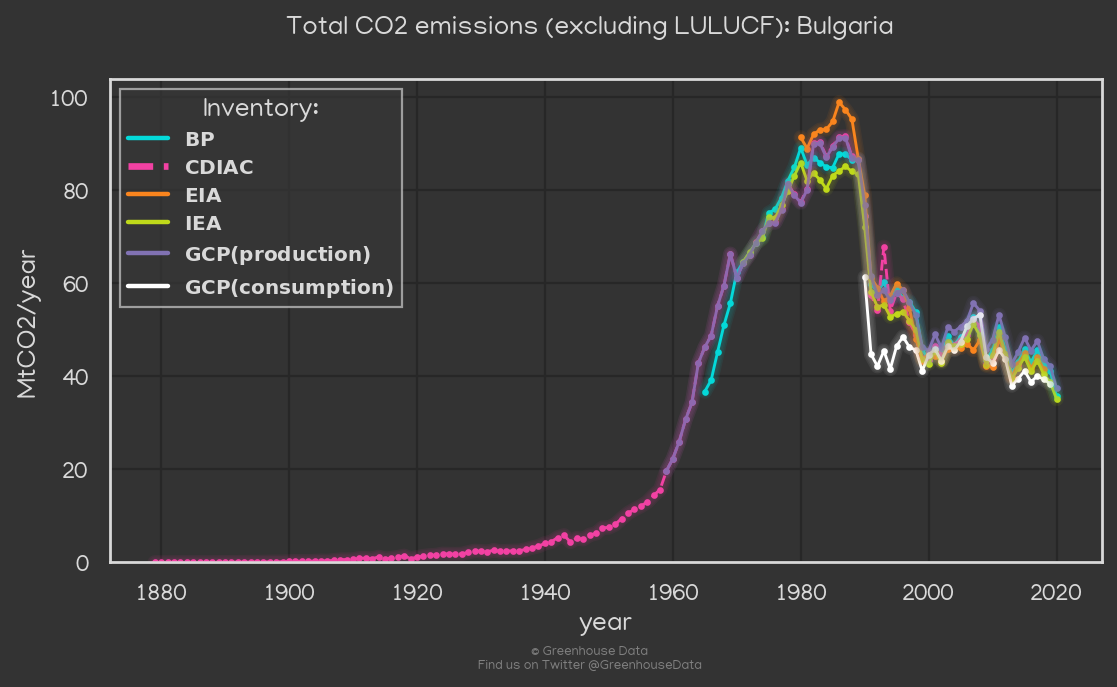 Total CO2 emissions (excluding LULUCF): Bulgaria
Inventory:
BP
CDIAC
EIA
IEA
GCP(production)
GCP(consumption)
MtCO2/year
100
80
60
40
20
0
1880 1900 1920 1940 1960 1980 2000 2020
year
© Greenhouse Data
Find us on Twitter @GreenhouseData